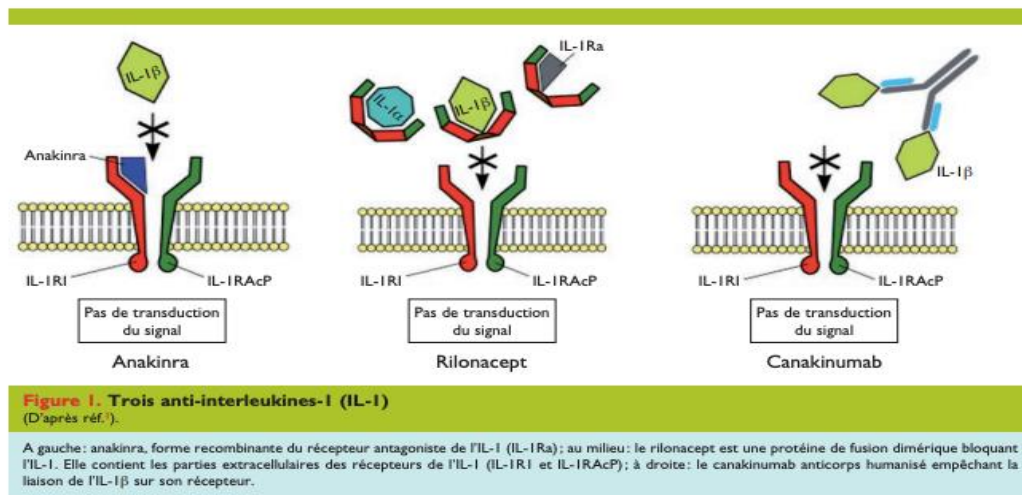 IL-1β
Anakinra
IL-1RI
IL-1RAcP
Pas de transduction
du signal
Anakinra
IL-1α
IL-1β
IL-1Ra
IL-1RI
IL-1RAcP
Pas de transduction
du signal
Rilonacept
IL-1β
IL-1RI
IL-1RAcP
Pas de transduction
du signal
Canakinumab
Figure 1. Trois anti-interleukines-1 (IL-1)
(D'après réf.³).
A gauche : anakinra, forme recombinante du récepteur antagoniste de l'IL-1 (IL-1Ra) ; au milieu : le rilonacept est une protéine de fusion dimérique bloquant
l'IL-1. Elle contient les parties extracellulaires des récepteurs de l'IL-1 (IL-1R1 et IL-1RAcP) ; à droite : le canakinumab anticorps humanisé empêchant la
liaison de l'IL-1β sur son récepteur.